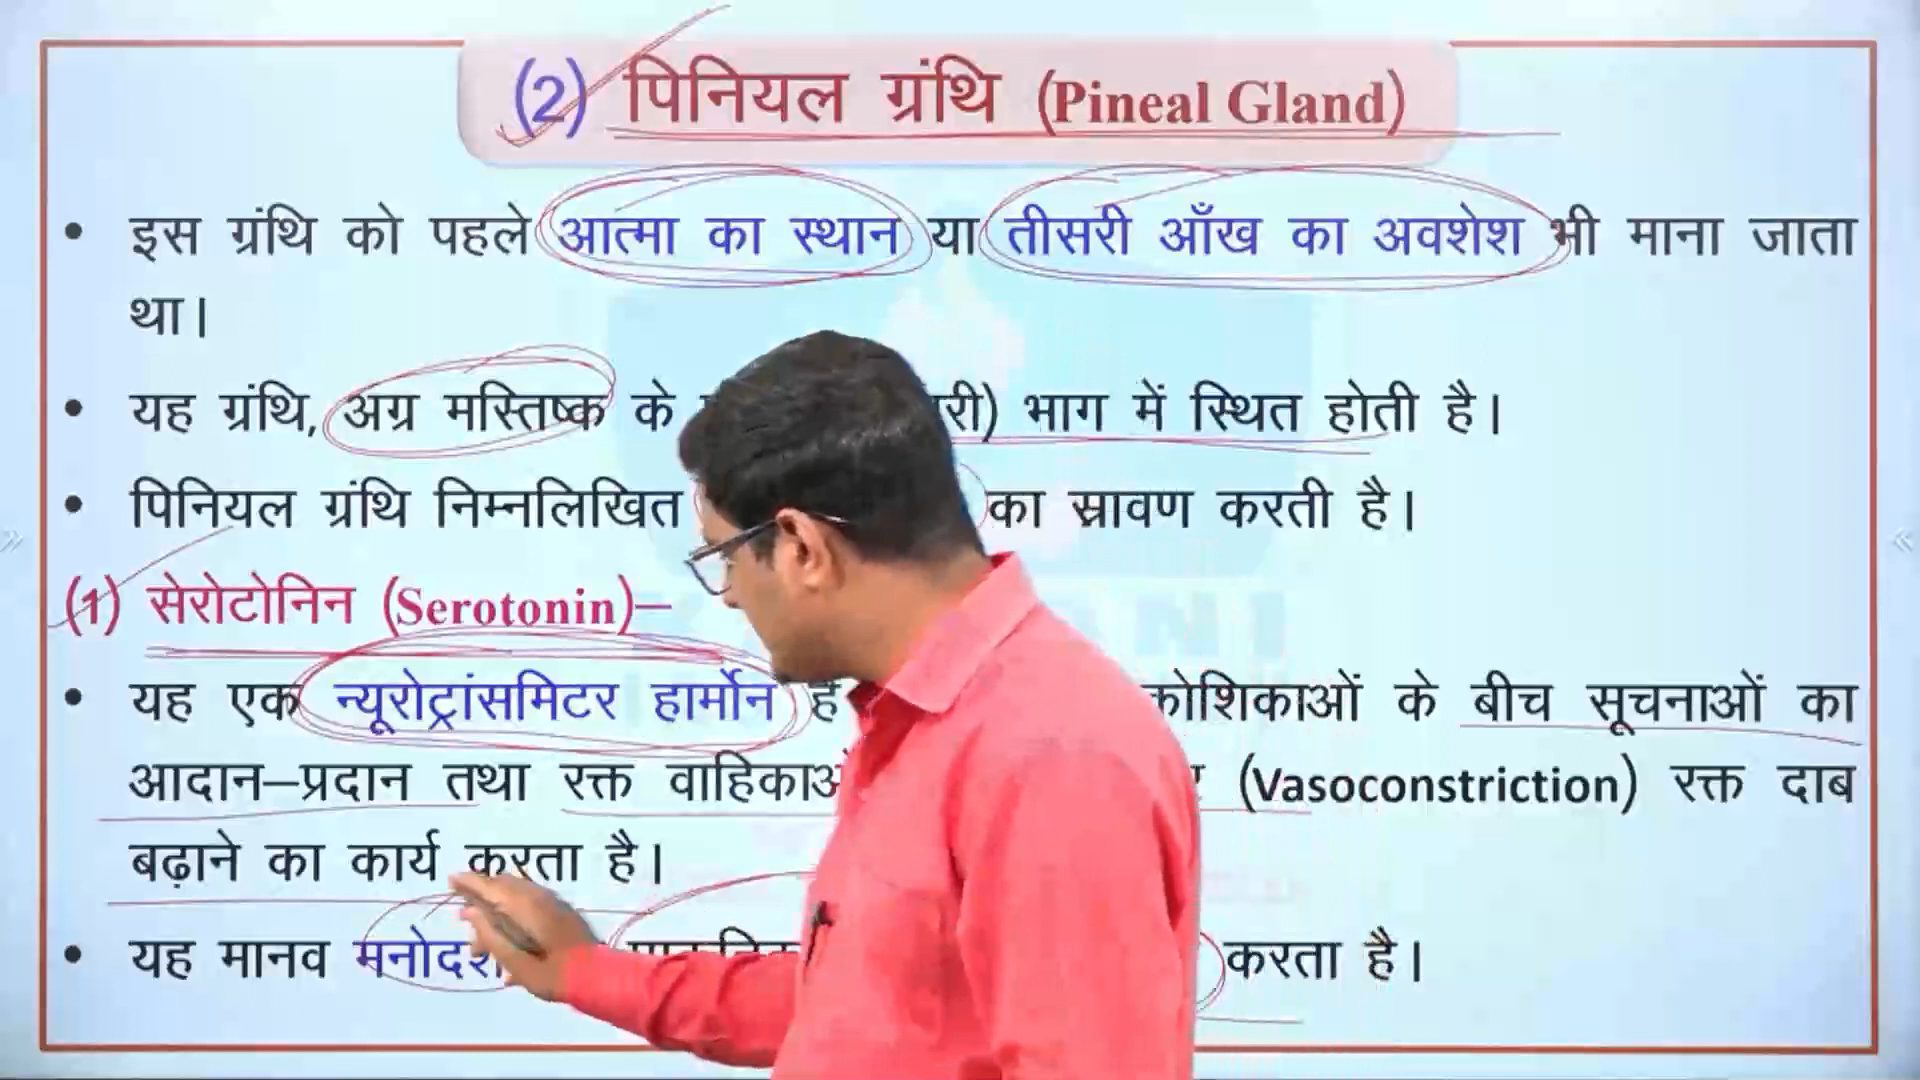 (2) पिनियल ग्रंथि (Pineal Gland)
• इस ग्रंथि को पहले आत्मा का स्थान या तीसरी आँख का अवशेश भी माना जाता
था।
• यह ग्रंथि, अग्र मस्तिष्क के भाग में स्थित होती है।
• पिनियल ग्रंथि निम्नलिखित का स्रावण करती है।
(1) सेरोटोनिन (Serotonin)–
• यह एक न्यूरोट्रांसमिटर हार्मोन है कोशिकाओं के बीच सूचनाओं का
आदान–प्रदान तथा रक्त (Vasoconstriction) रक्त दाब
बढ़ाने का कार्य करता है।
• यह मानव करता है।